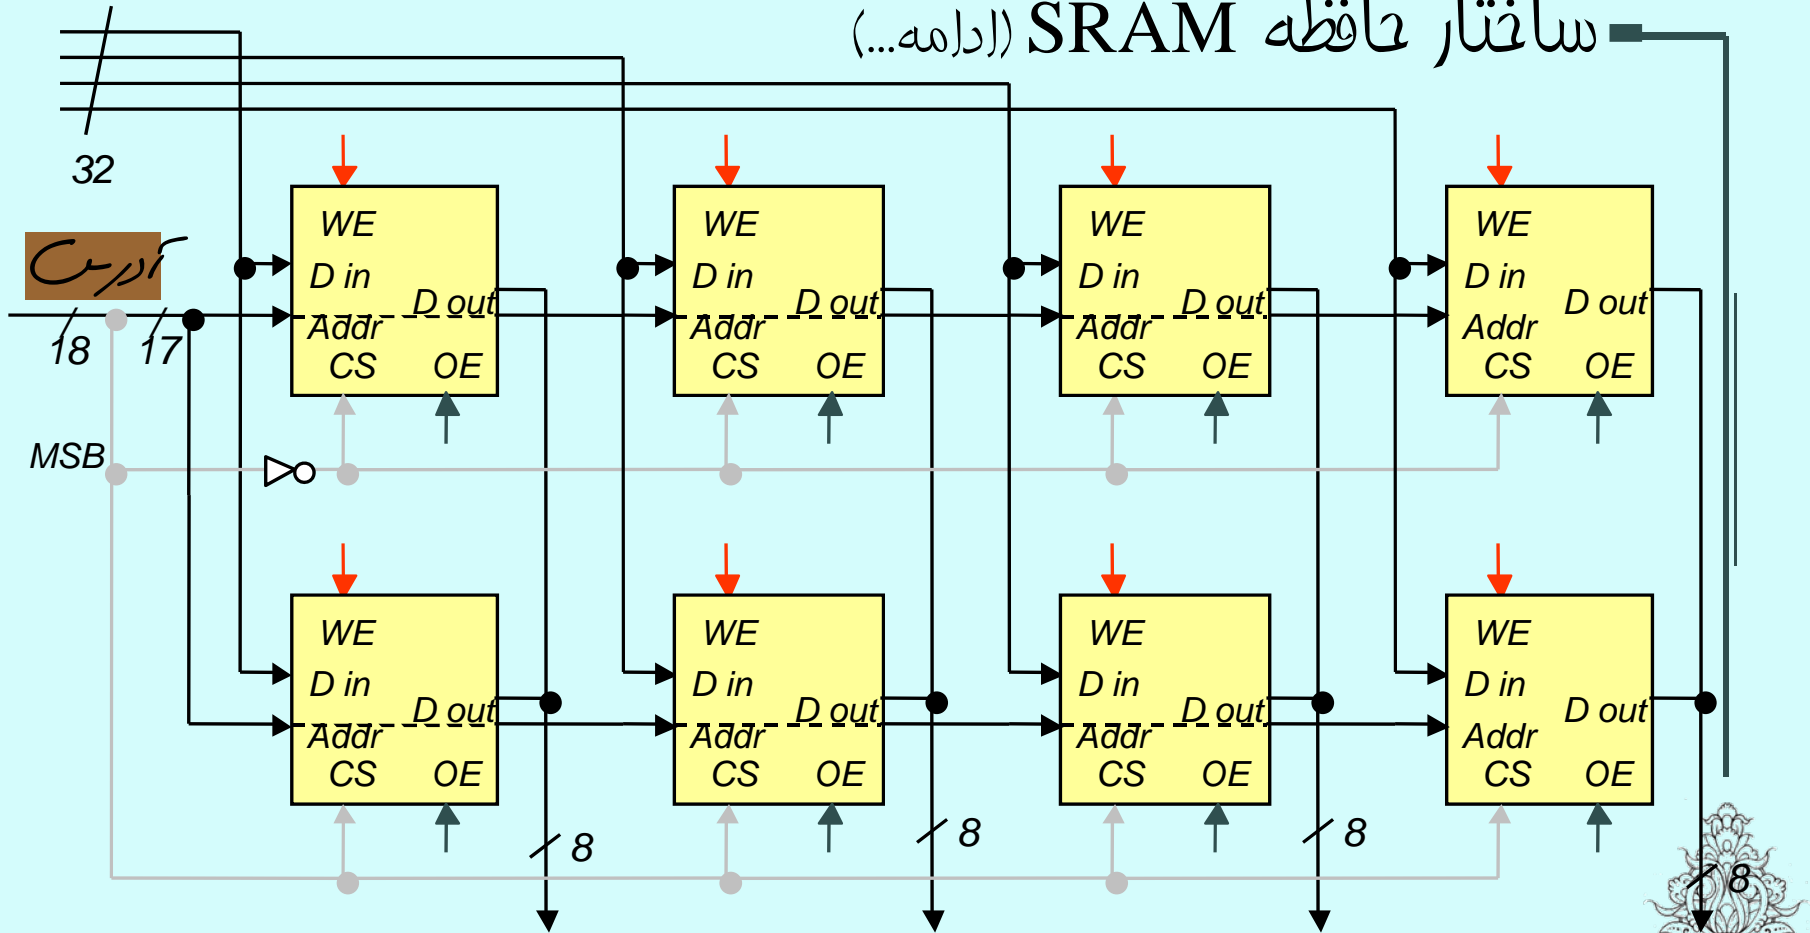 ساختار حافظه SRAM (ادامه...)
32
WE
D in
D out
Addr
CS OE
WE
D in
D out
Addr
CS OE
WE
D in
D out
Addr
CS OE
WE
D in
D out
Addr
CS OE
آدرس
18 17
MSB
WE
D in
D out
Addr
CS OE
WE
D in
D out
Addr
CS OE
WE
D in
D out
Addr
CS OE
WE
D in
D out
Addr
CS OE
8
8
8
8